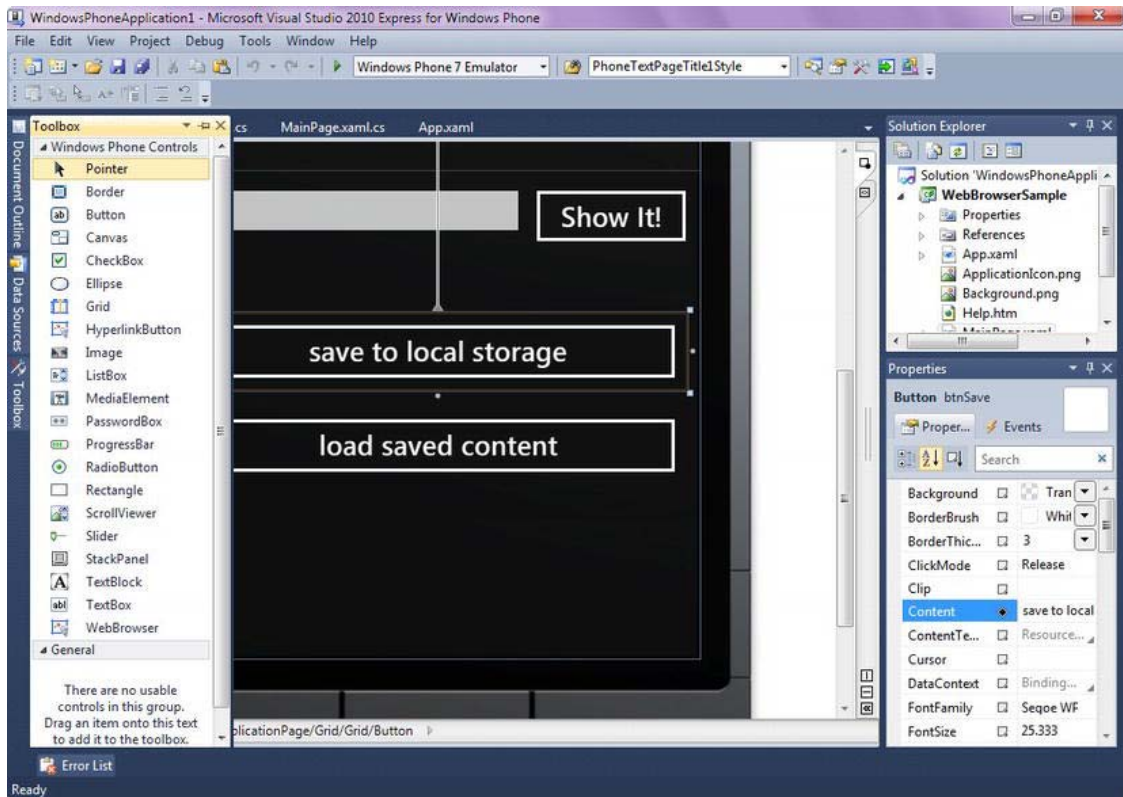 WindowsPhoneApplication1 - Microsoft Visual Studio 2010 Express for Windows Phone
File Edit View Project Debug Tools Window Help
Windows Phone 7 Emulator
PhoneTextPageTitle1Style
Document Outline
Data Sources
Toolbox
Toolbox
Windows Phone Controls
Pointer
Border
Button
Canvas
CheckBox
Ellipse
Grid
HyperlinkButton
Image
ListBox
MediaElement
PasswordBox
ProgressBar
RadioButton
Rectangle
ScrollViewer
Slider
StackPanel
TextBlock
TextBox
WebBrowser
General
There are no usable
controls in this group.
Drag an item onto this text
to add it to the toolbox.
.cs MainPage.xaml.cs App.xaml
Show It!
save to local storage
load saved content
plicationPage/Grid/Grid/Button
Solution Explorer
Solution 'WindowsPhoneAppli
WebBrowserSample
Properties
References
App.xaml
ApplicationIcon.png
Background.png
Help.htm
MainPage.xaml
Properties
Button btnSave
Proper... Events
Search
Background Tran
BorderBrush Whit
BorderThic... 3
ClickMode Release
Clip
Content save to local
ContentTe... Resource...
Cursor
DataContext Binding...
FontFamily Segoe WF
FontSize 25.333
Error List
Ready